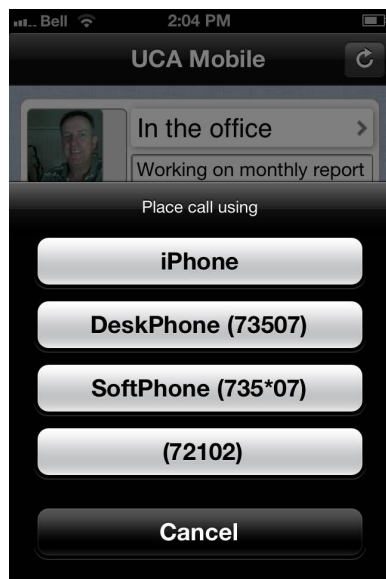 Bell 2:04 PM
UCA Mobile
In the office
Working on monthly report
Place call using
iPhone
DeskPhone (73507)
SoftPhone (735*07)
(72102)
Cancel